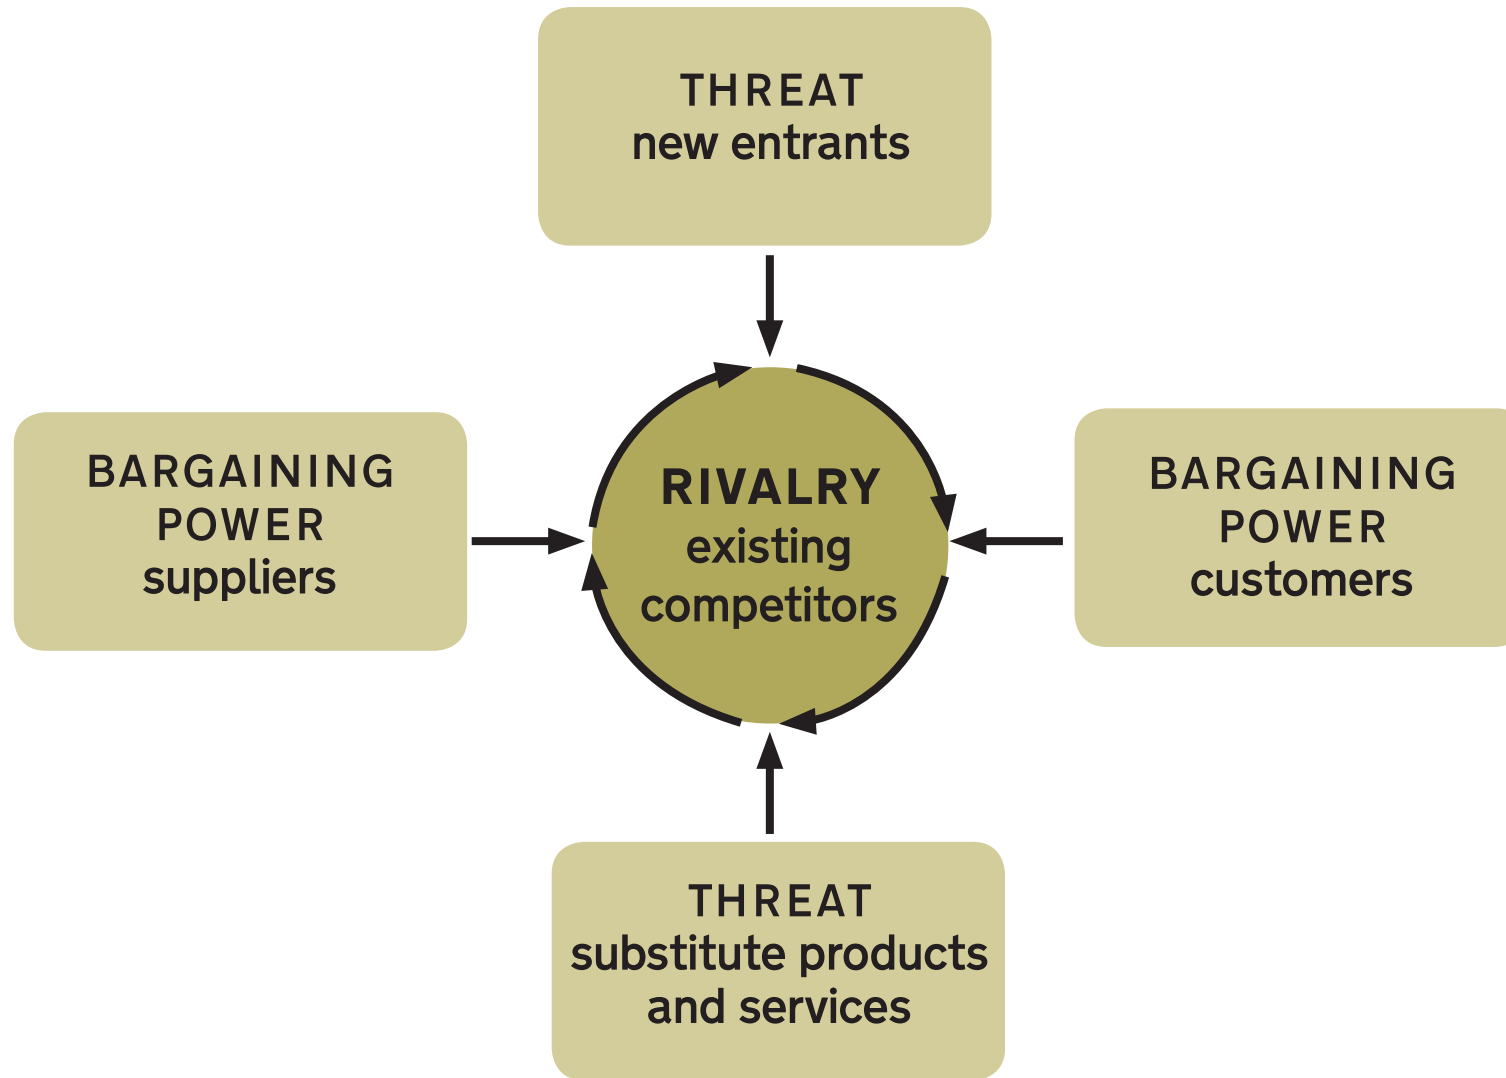 THREAT
new entrants
BARGAINING
POWER
suppliers
RIVALRY
existing
competitors
BARGAINING
POWER
customers
THREAT
substitute products
and services